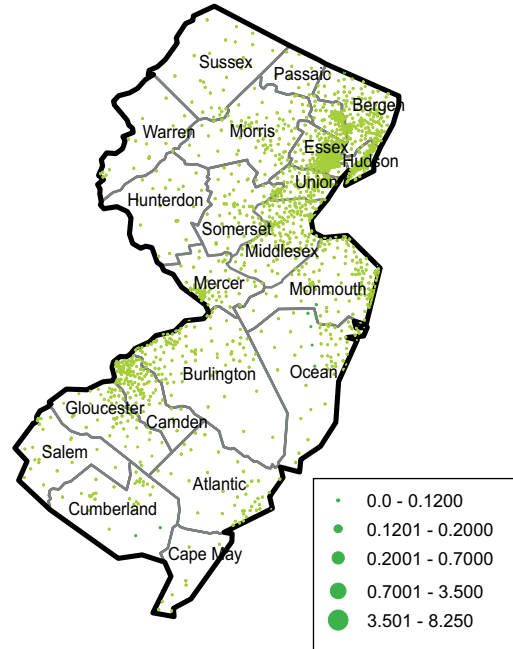 Sussex
Passaic
Bergen
Warren
Morris
Essex
Hudson
Union
Hunterdon
Somerset
Middlesex
Mercer
Monmouth
Burlington
Ocean
Gloucester
Camden
Salem
Atlantic
Cumberland
Cape May
0.0 - 0.1200
0.1201 - 0.2000
0.2001 - 0.7000
0.7001 - 3.500
3.501 - 8.250